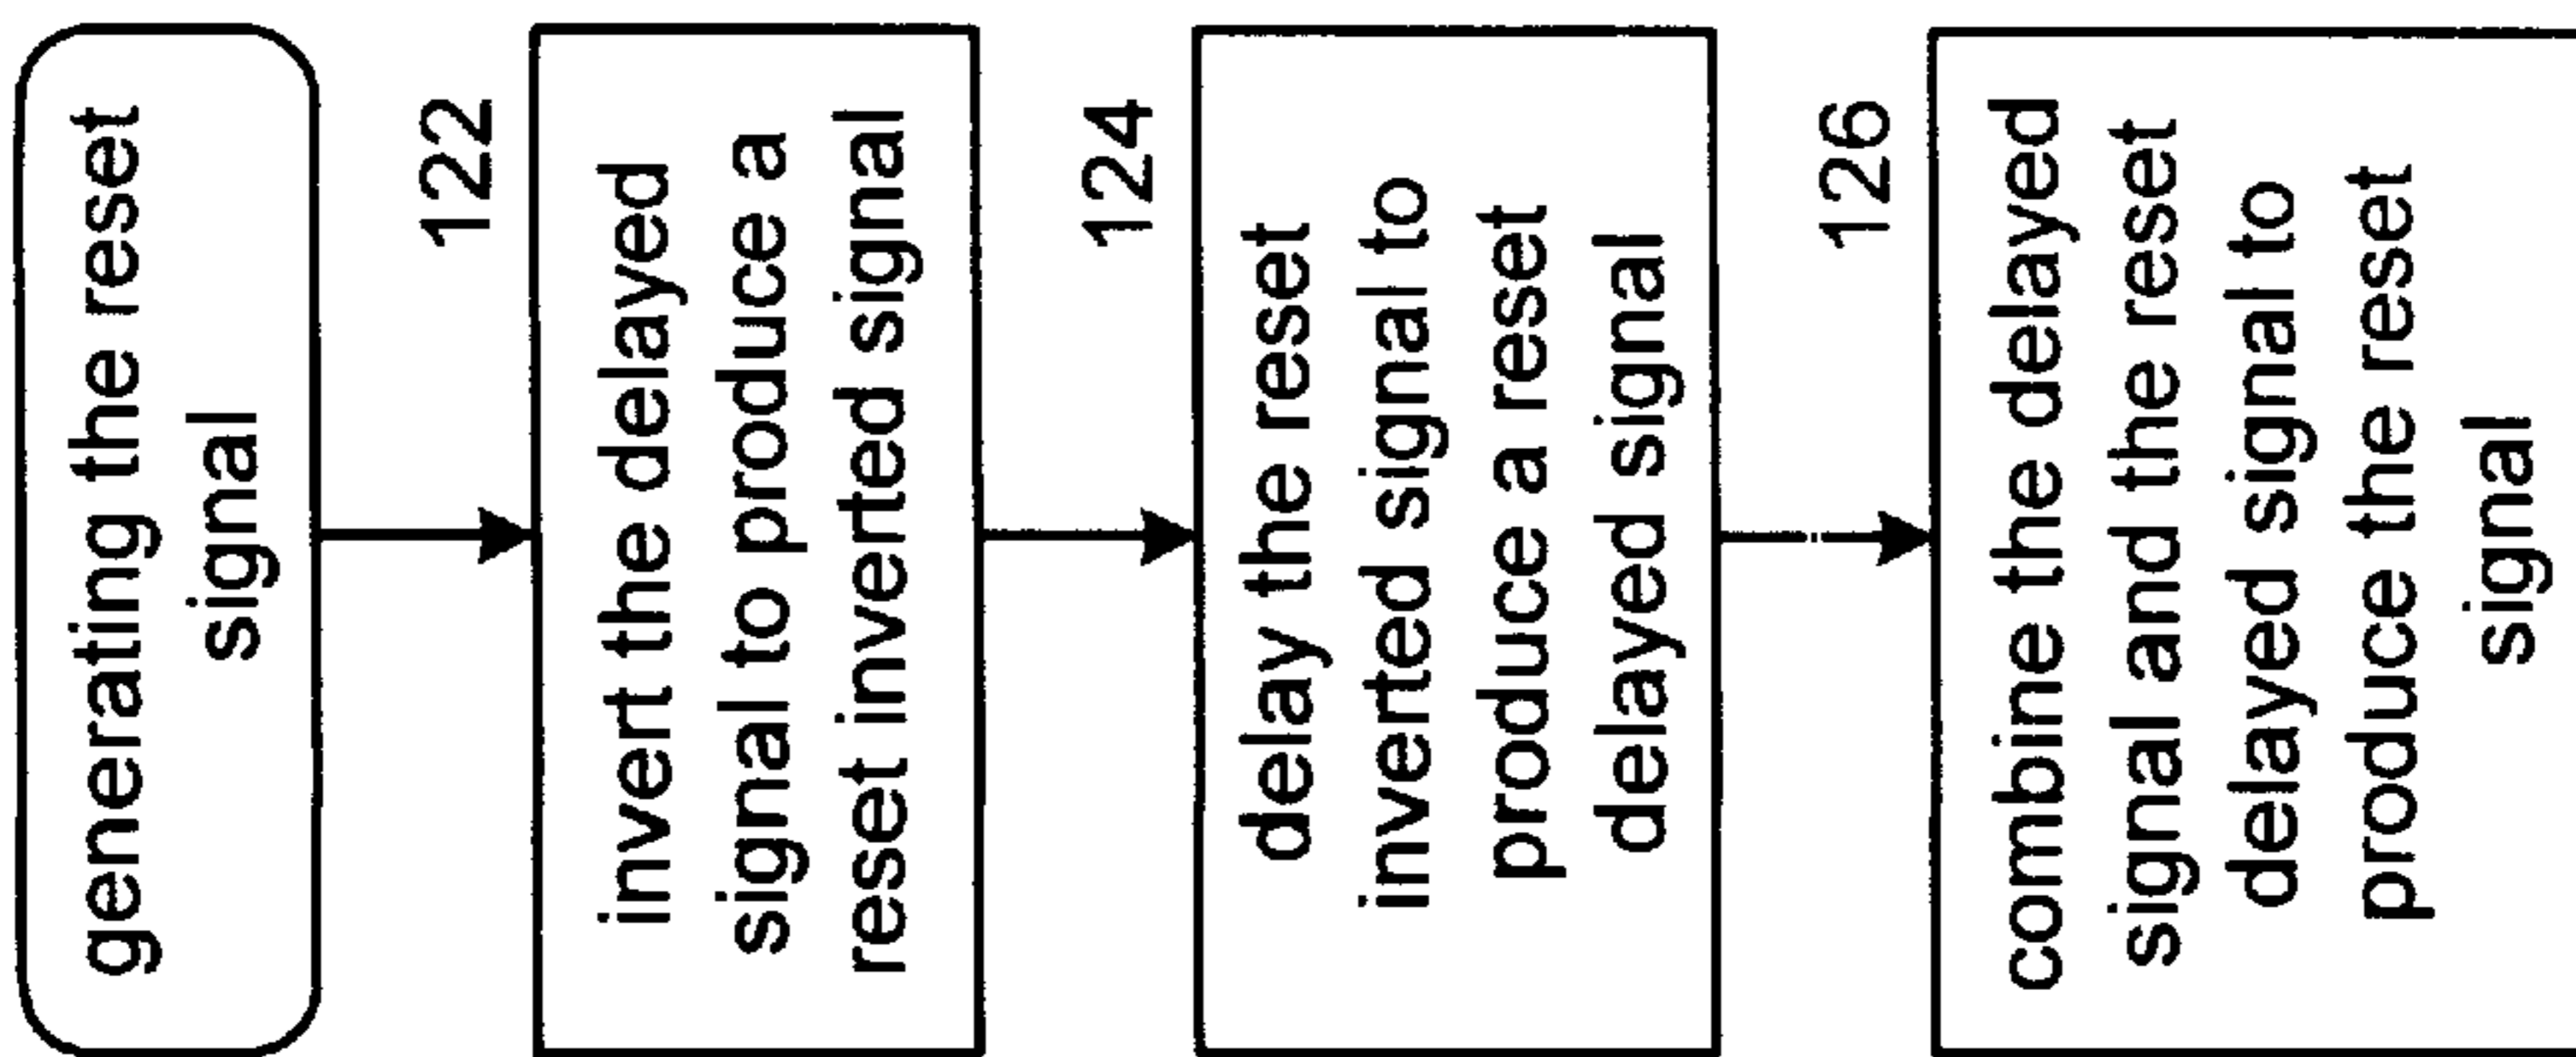 generating the reset
signal
122
invert the delayed
signal to produce a
reset inverted signal
124
delay the reset
inverted signal to
produce a reset
delayed signal
126
combine the delayed
signal and the reset
delayed signal to
produce the reset
signal